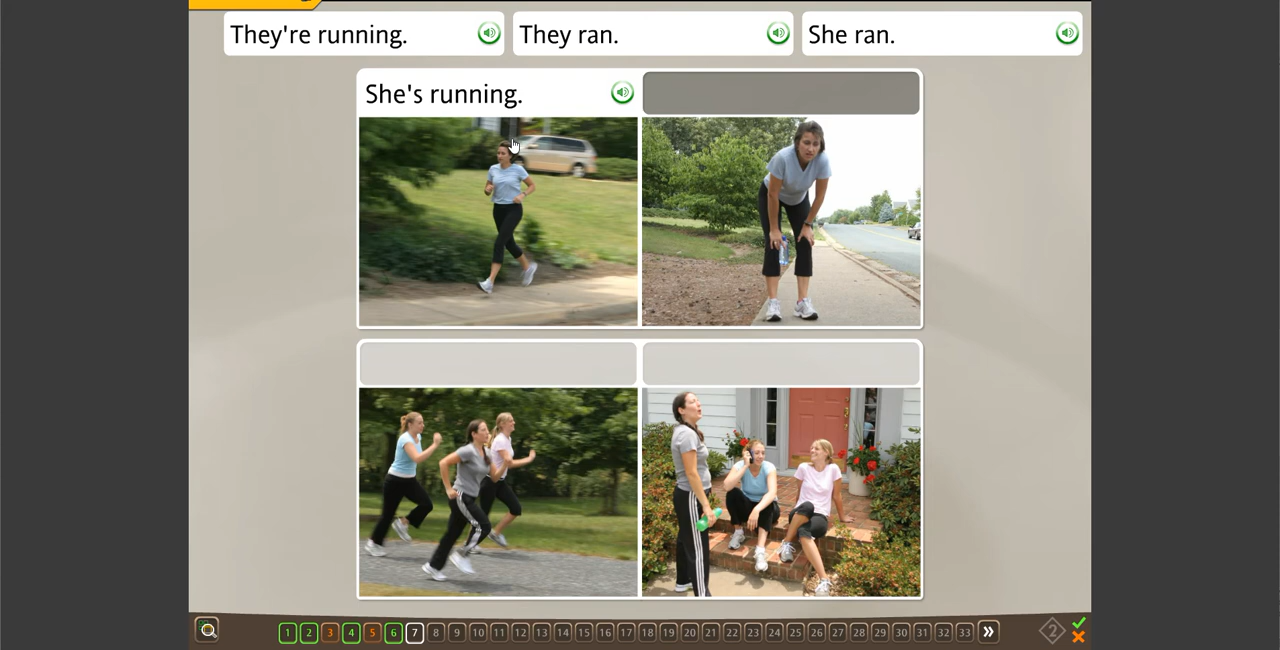 They're running.
They ran.
She ran.
She's running.
1 2 3 4 5 6 7 8 9 10 11 12 13 14 15 16 17 18 19 20 21 22 23 24 25 26 27 28 29 30 31 32 33 »
2